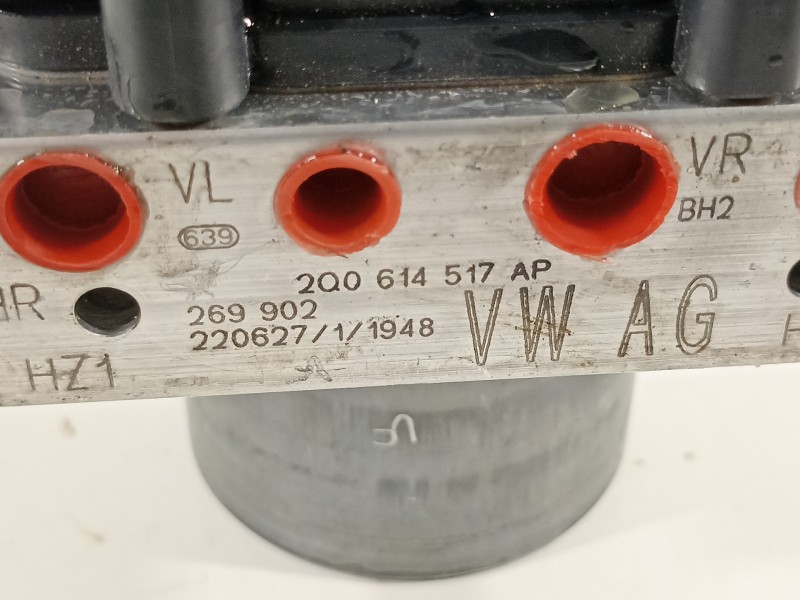 VL
VR
639
BH2
2Q0 614 517 AP
HR
269 902
VW AG
220627/1/1948
HZ1
H